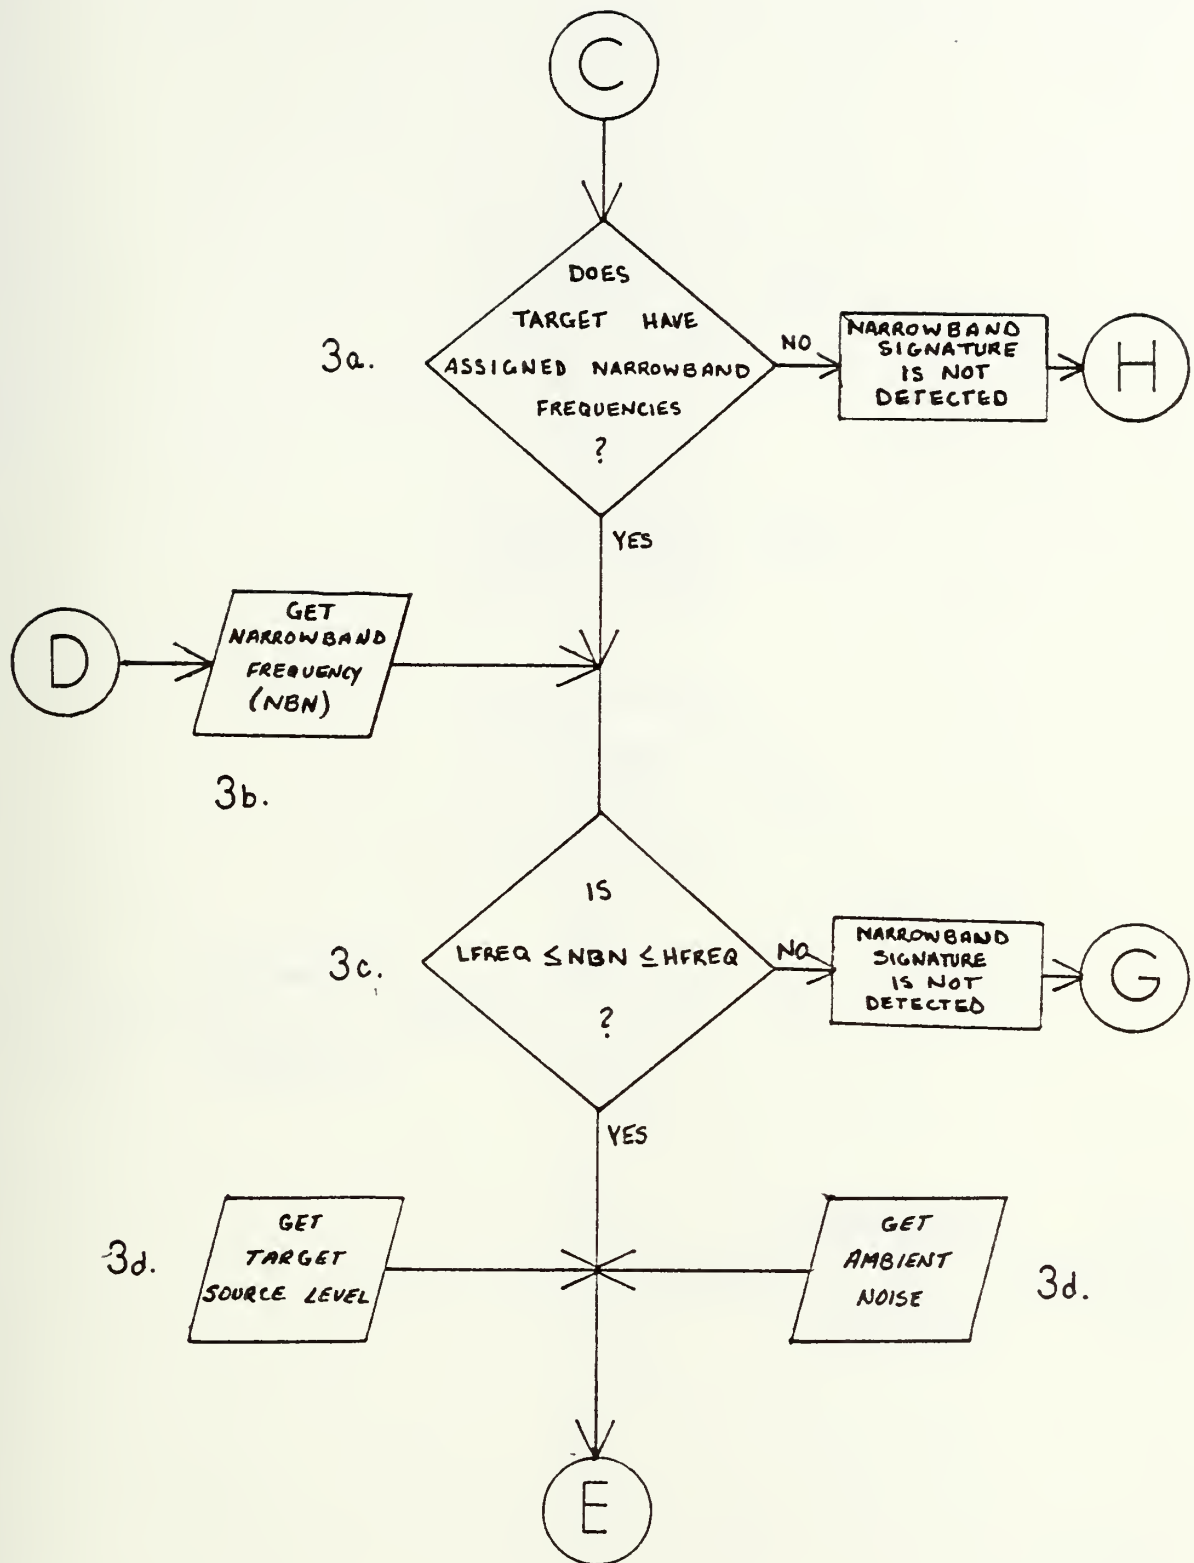 C
DOES
TARGET HAVE
3a.
ASSIGNED NARROWBAND
FREQUENCIES
?
NO
NARROWBAND
SIGNATURE
IS NOT
DETECTED
H
YES
D
GET
NARROWBAND
FREQUENCY
(NBN)
3b.
IS
LFREQ ≤ NBN ≤ HFREQ
?
3c.
NO
NARROWBAND
SIGNATURE
IS NOT
DETECTED
G
YES
3d.
GET
TARGET
SOURCE LEVEL
GET
AMBIENT
NOISE
3d.
E